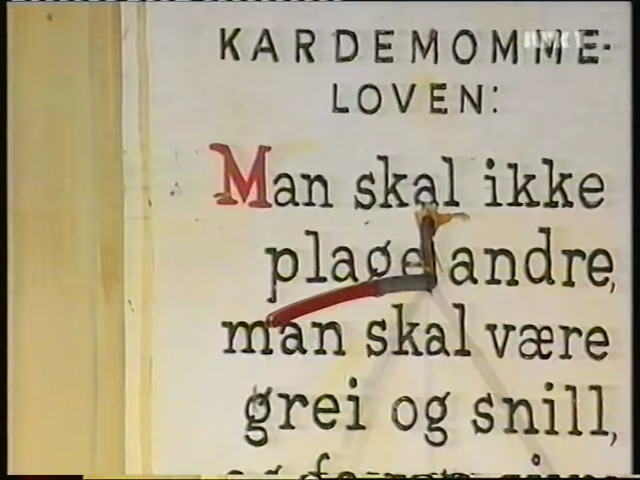 KARDEMOMME-
LOVEN:
Man skal ikke
plage andre,
man skal være
grei og snill,